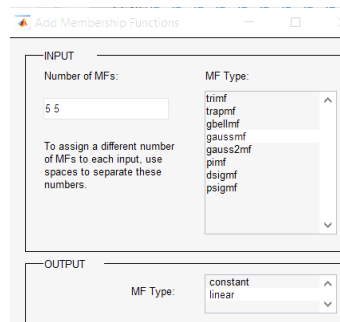 Add Membership Functions
INPUT
Number of MFs:
MF Type:
5 5
trimf
trapmf
gbellmf
gaussmf
gauss2mf
pimf
dsigmf
psigmf
To assign a different number
of MFs to each input, use
spaces to separate these
numbers.
OUTPUT
MF Type:
constant
linear